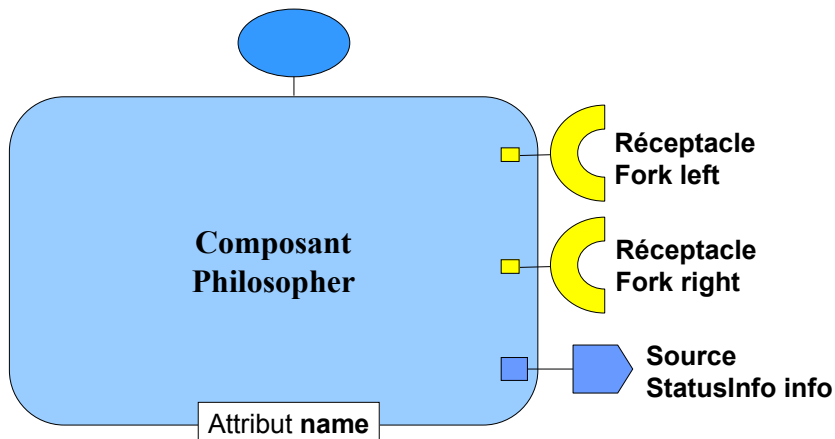 Réceptacle
Fork left
Composant
Philosopher
Réceptacle
Fork right
Source
StatusInfo info
Attribut name